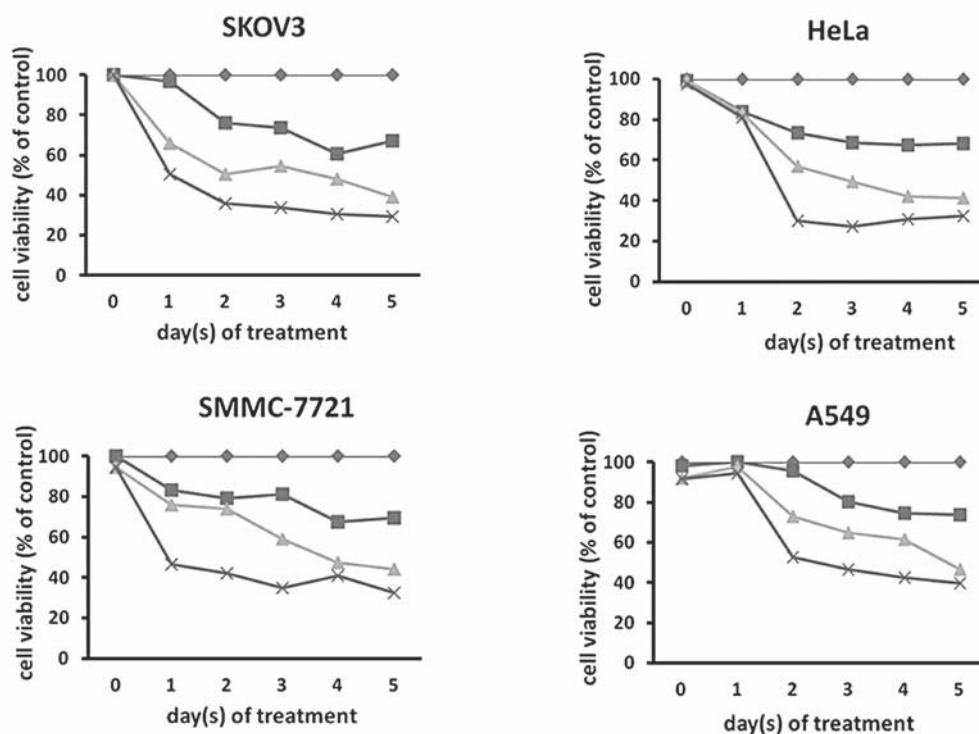 SKOV3
cell viability (% of control)
100
80
60
40
20
0
0 1 2 3 4 5
day(s) of treatment
HeLa
cell viability (% of control)
100
80
60
40
20
0
0 1 2 3 4 5
day(s) of treatment
SMMC-7721
cell viability (% of control)
100
80
60
40
20
0
0 1 2 3 4 5
day(s) of treatment
A549
cell viability (% of control)
100
80
60
40
20
0
0 1 2 3 4 5
day(s) of treatment